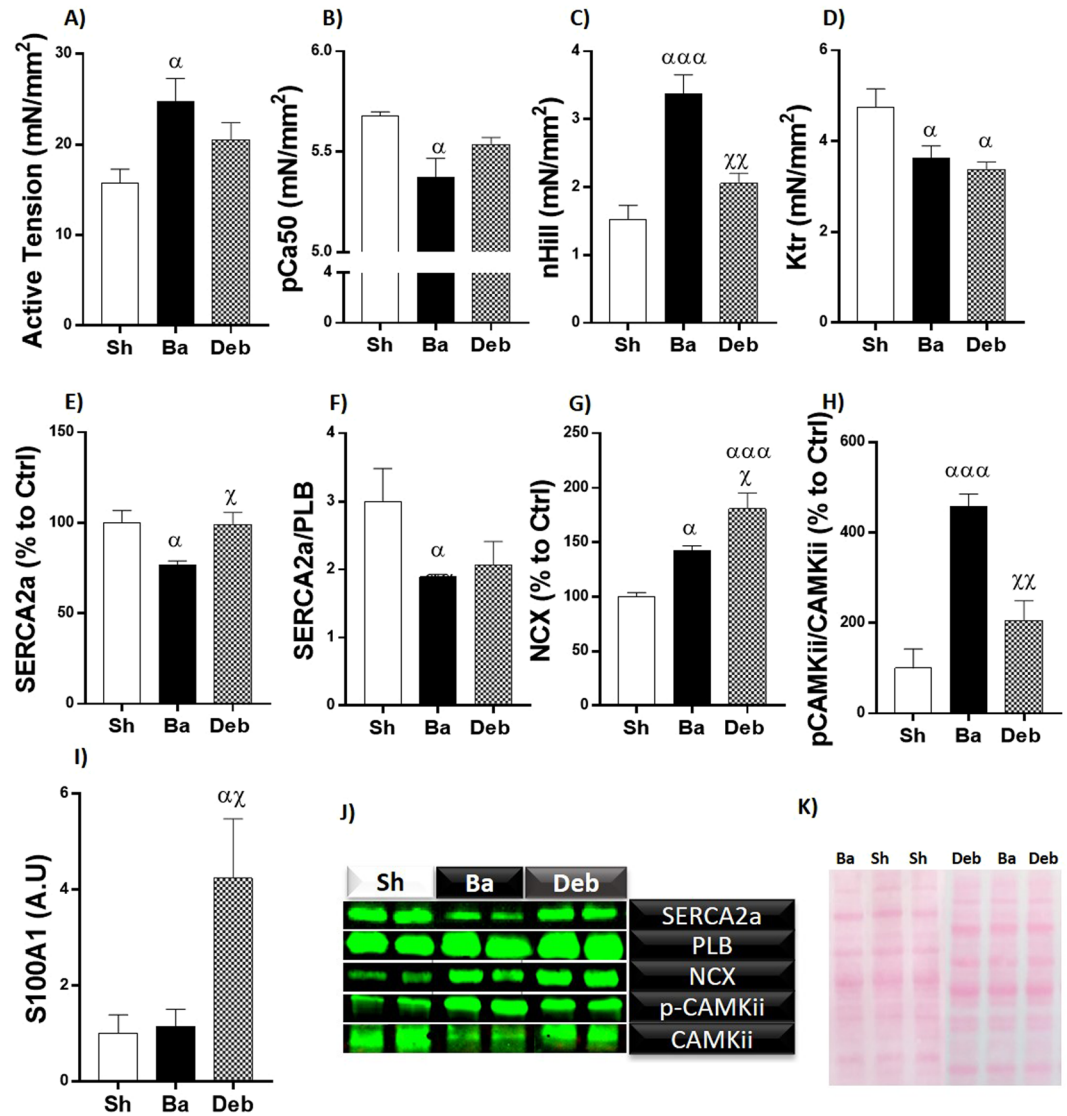 A)
B)
C)
D)
Active Tension (mN/mm2)
30
20
10
0
α
Sh Ba Deb
pCa50 (mN/mm2)
6.0
5.5
5.0
4
2
0
α
Sh Ba Deb
nHill (mN/mm2)
4
3
2
1
0
ααα
χχ
Sh Ba Deb
Ktr (mN/mm2)
6
4
2
0
α
α
Sh Ba Deb
E)
F)
G)
H)
SERCA2a (% to Ctrl)
150
100
50
0
α
χ
Sh Ba Deb
SERCA2a/PLB
4
3
2
1
0
α
Sh Ba Deb
NCX (% to Ctrl)
250
200
150
100
50
0
α
ααα
χ
Sh Ba Deb
pCAMKii/CAMKii (% to Ctrl)
600
400
200
0
ααα
χχ
Sh Ba Deb
I)
S100A1 (A.U)
6
4
2
0
αχ
Sh Ba Deb
J)
Sh Ba Deb
SERCA2a
PLB
NCX
p-CAMKii
CAMKii
K)
Ba Sh Sh Deb Ba Deb